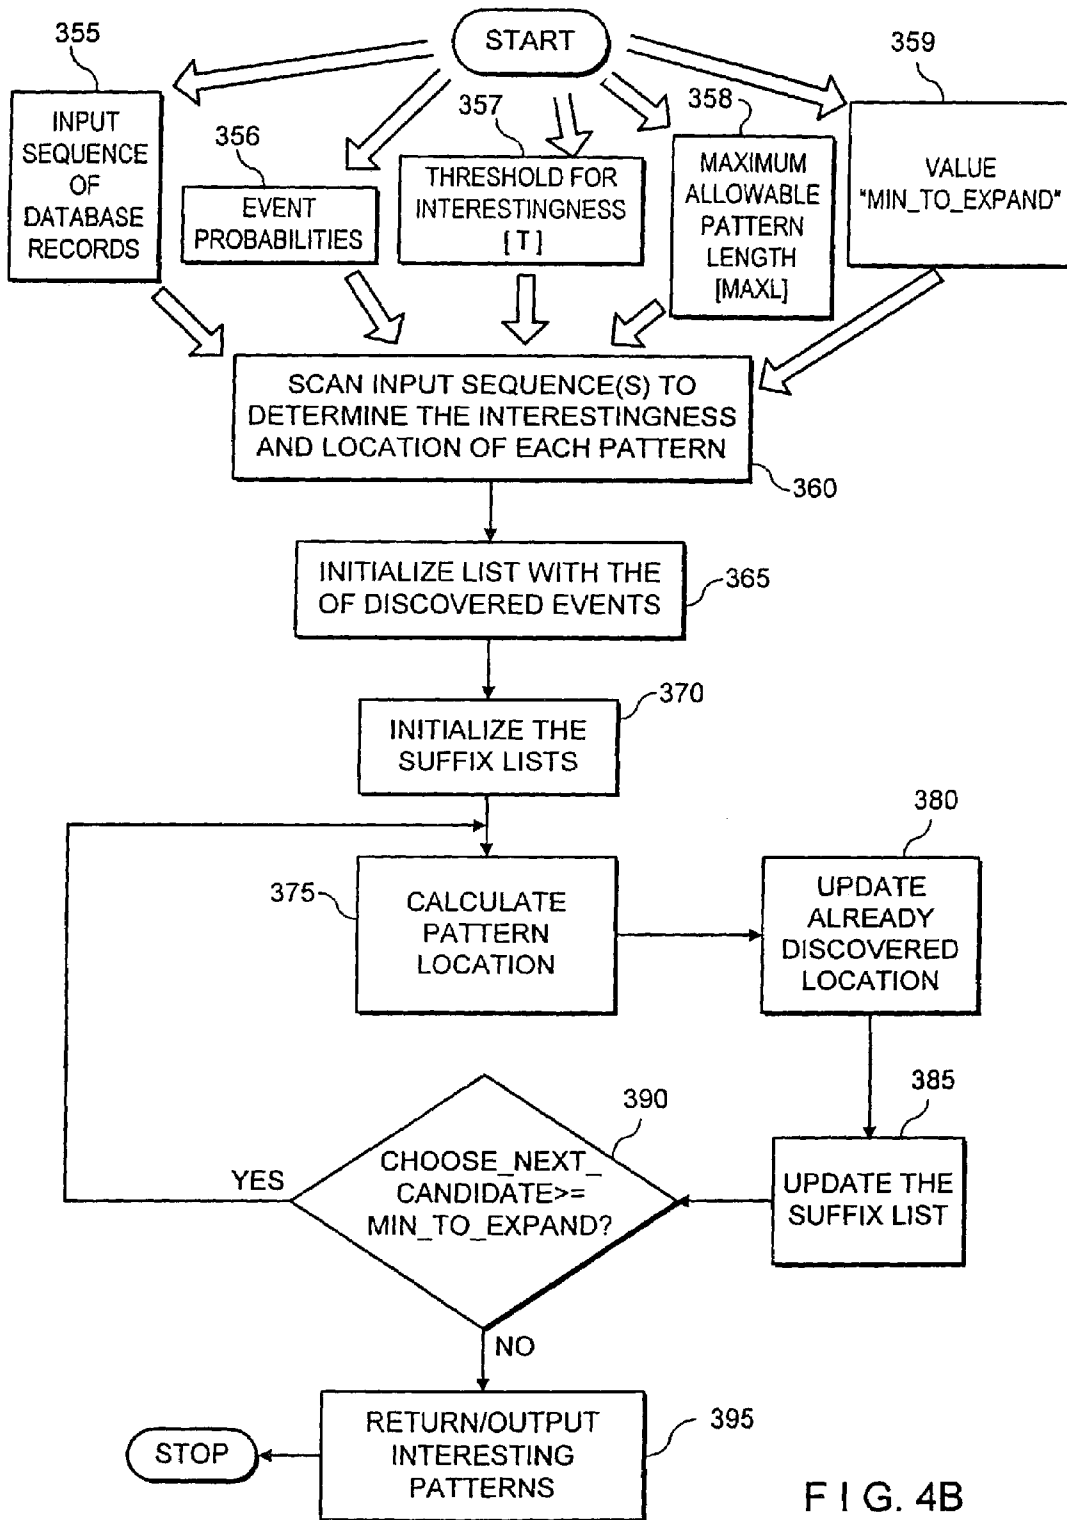 START
355
INPUT
SEQUENCE
OF
DATABASE
RECORDS
356
EVENT
PROBABILITIES
357
THRESHOLD FOR
INTERESTINGNESS
[ T ]
358
MAXIMUM
ALLOWABLE
PATTERN
LENGTH
[MAXL]
359
VALUE
"MIN_TO_EXPAND"
SCAN INPUT SEQUENCE(S) TO
DETERMINE THE INTERESTINGNESS
AND LOCATION OF EACH PATTERN
360
INITIALIZE LIST WITH THE
OF DISCOVERED EVENTS
365
370
INITIALIZE THE
SUFFIX LISTS
375
CALCULATE
PATTERN
LOCATION
380
UPDATE
ALREADY
DISCOVERED
LOCATION
385
UPDATE THE
SUFFIX LIST
390
CHOOSE_NEXT_
CANDIDATE>=
MIN_TO_EXPAND?
YES
NO
RETURN/OUTPUT
INTERESTING
PATTERNS
395
STOP
F I G. 4B